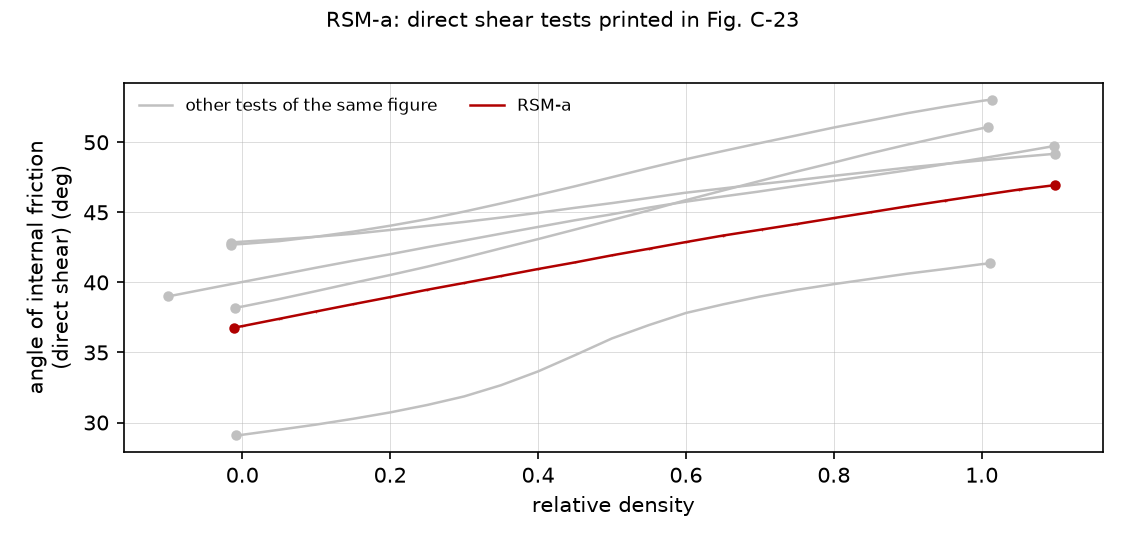 RSM-a: direct shear tests printed in Fig. C-23
other tests of the same figure
RSM-a
angle of internal friction
(direct shear) (deg)
50
45
40
35
30
0.0
0.2
0.4
0.6
0.8
1.0
relative density